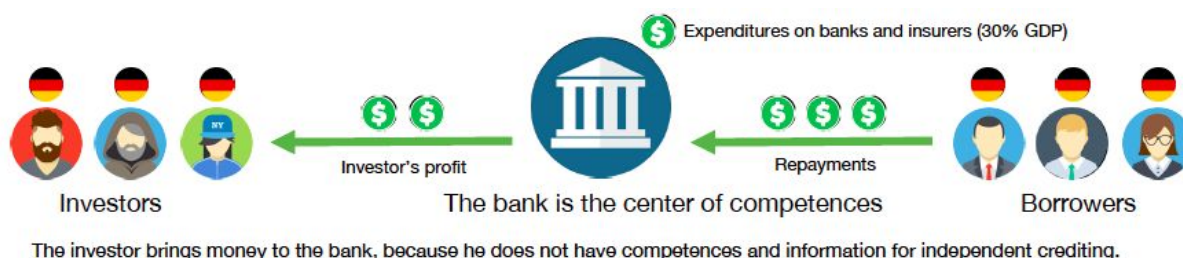 $ Expenditures on banks and insurers (30% GDP)
NY
$ $
$ $ $
Investor's profit
Repayments
Investors
The bank is the center of competences
Borrowers
The investor brings money to the bank, because he does not have competences and information for independent crediting.